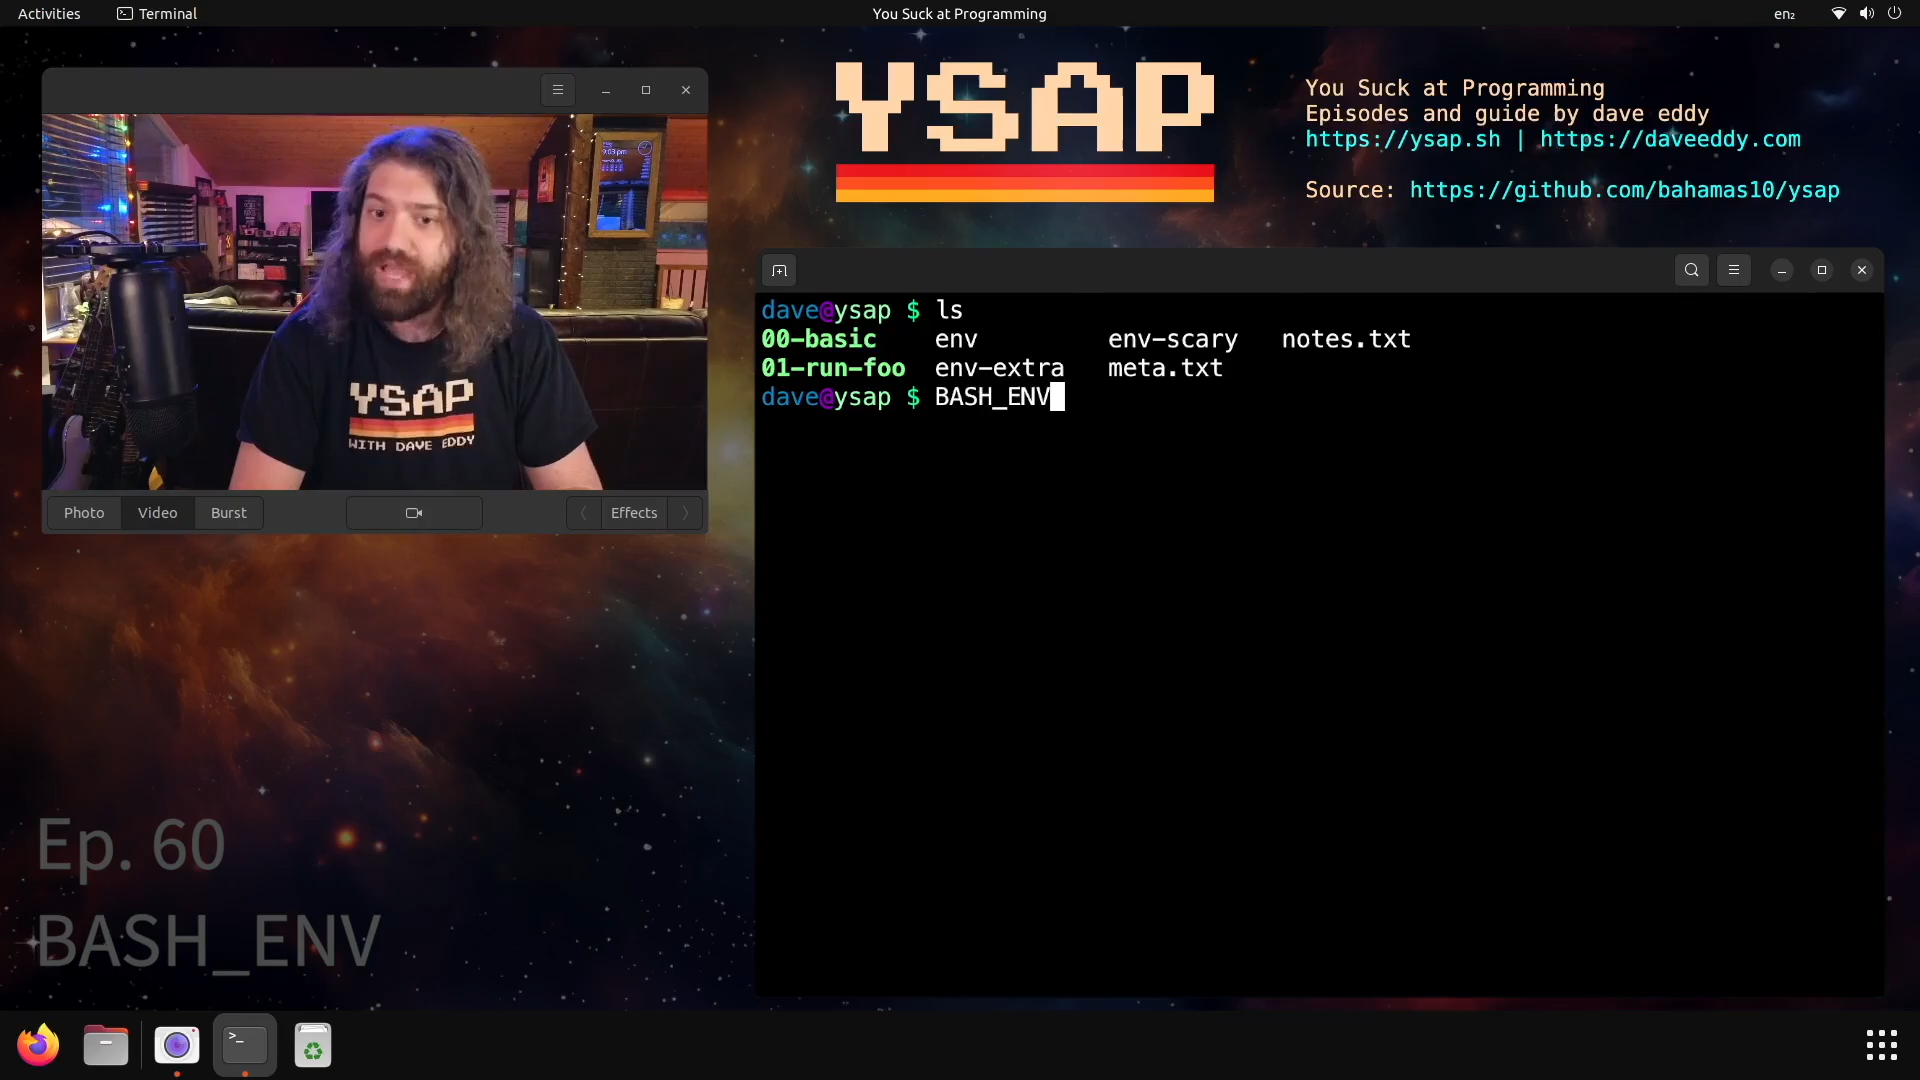 Activities
Terminal
You Suck at Programming
en₂
YSAP
You Suck at Programming
Episodes and guide by dave eddy
https://ysap.sh | https://daveeddy.com
Source: https://github.com/bahamas10/ysap
9:03 pm
YSAP
WITH DAVE EDDY
Photo
Video
Burst
Effects
dave@ysap $ ls
00-basic env env-scary notes.txt
01-run-foo env-extra meta.txt
dave@ysap $ BASH_ENV
Ep. 60
BASH_ENV